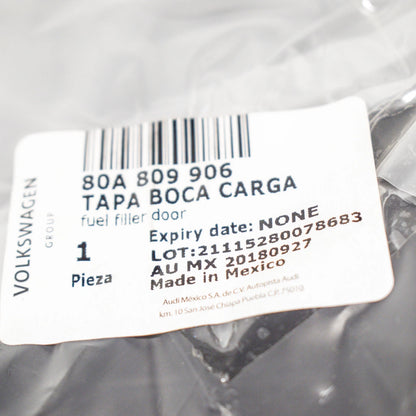 VOLKSWAGEN
GROUP
80A 809 906
TAPA BOCA CARGA
fuel filler door
1
Pieza
Expiry date: NONE
LOT:21115280078683
AU MX 20180927
Made in Mexico
Audi México S.A. de C.V. Autopista Audi
km. 10 San José Chiapa Puebla C.P. 75010.